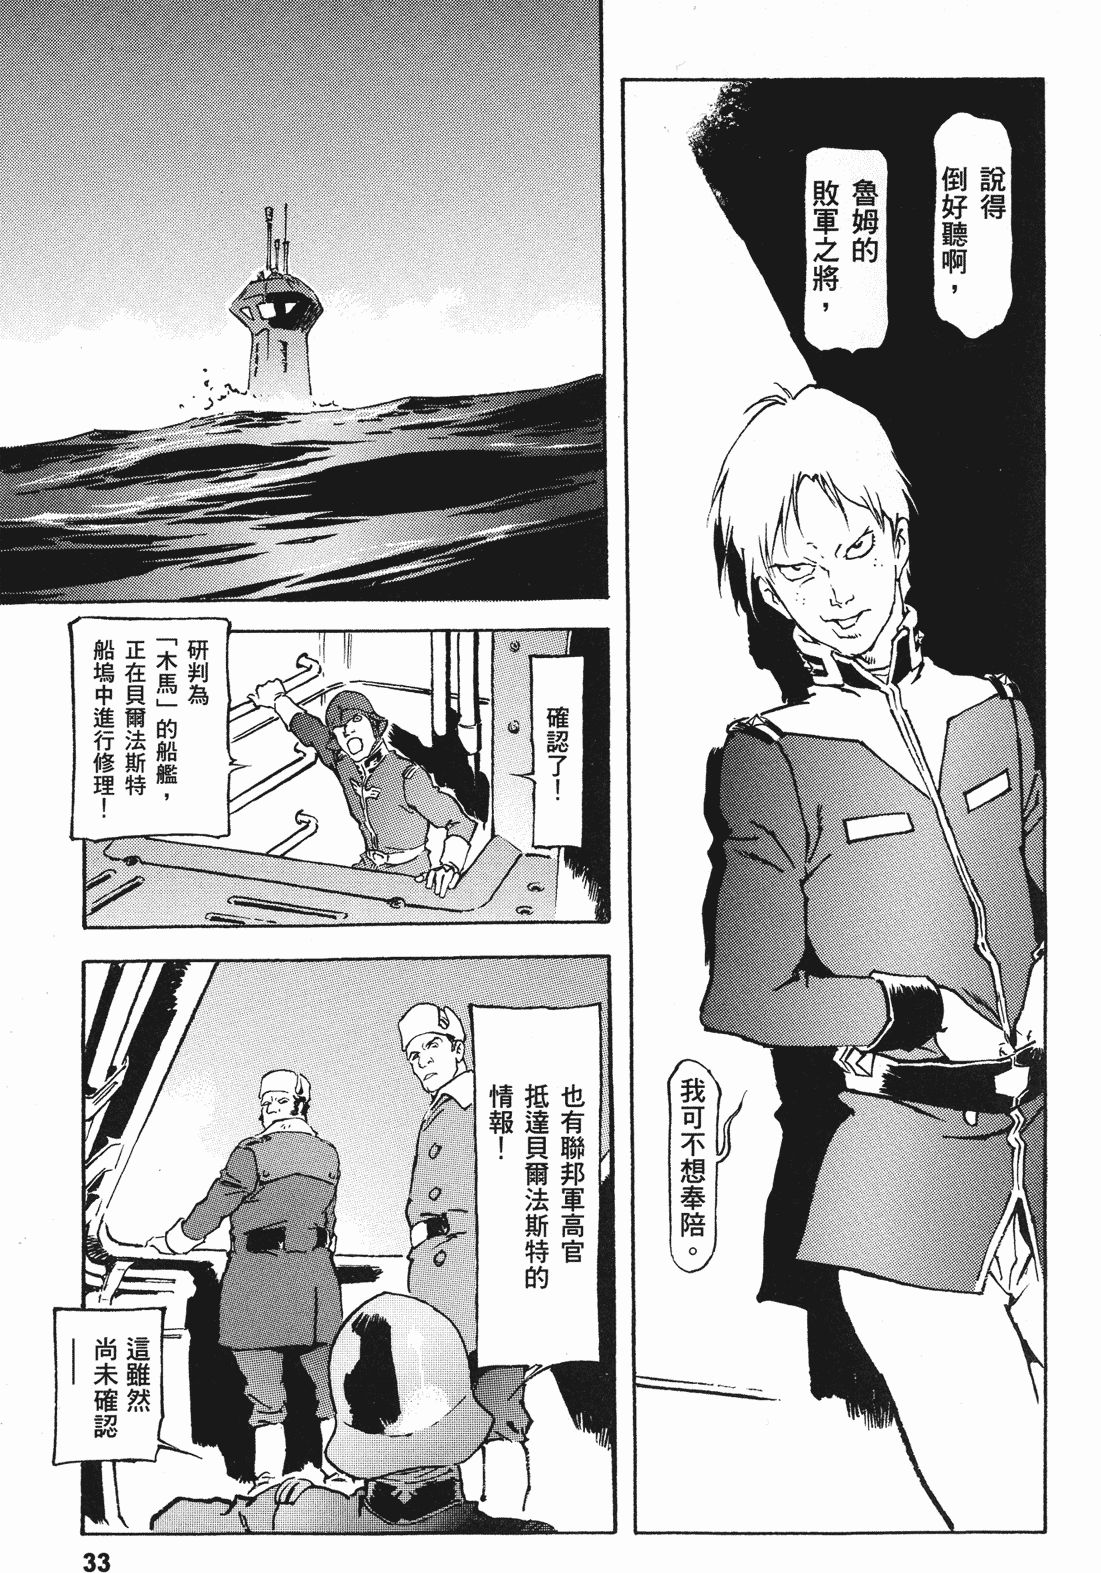 說得
倒好聽啊，
魯姆的
敗軍之將，
我可不想奉陪。
確認了！
研判為
「木馬」的船艦，
正在貝爾法斯特
船塢中進行修理！
也有聯邦軍高官
抵達貝爾法斯特的
情報！
這雖然
尚未確認
——
33